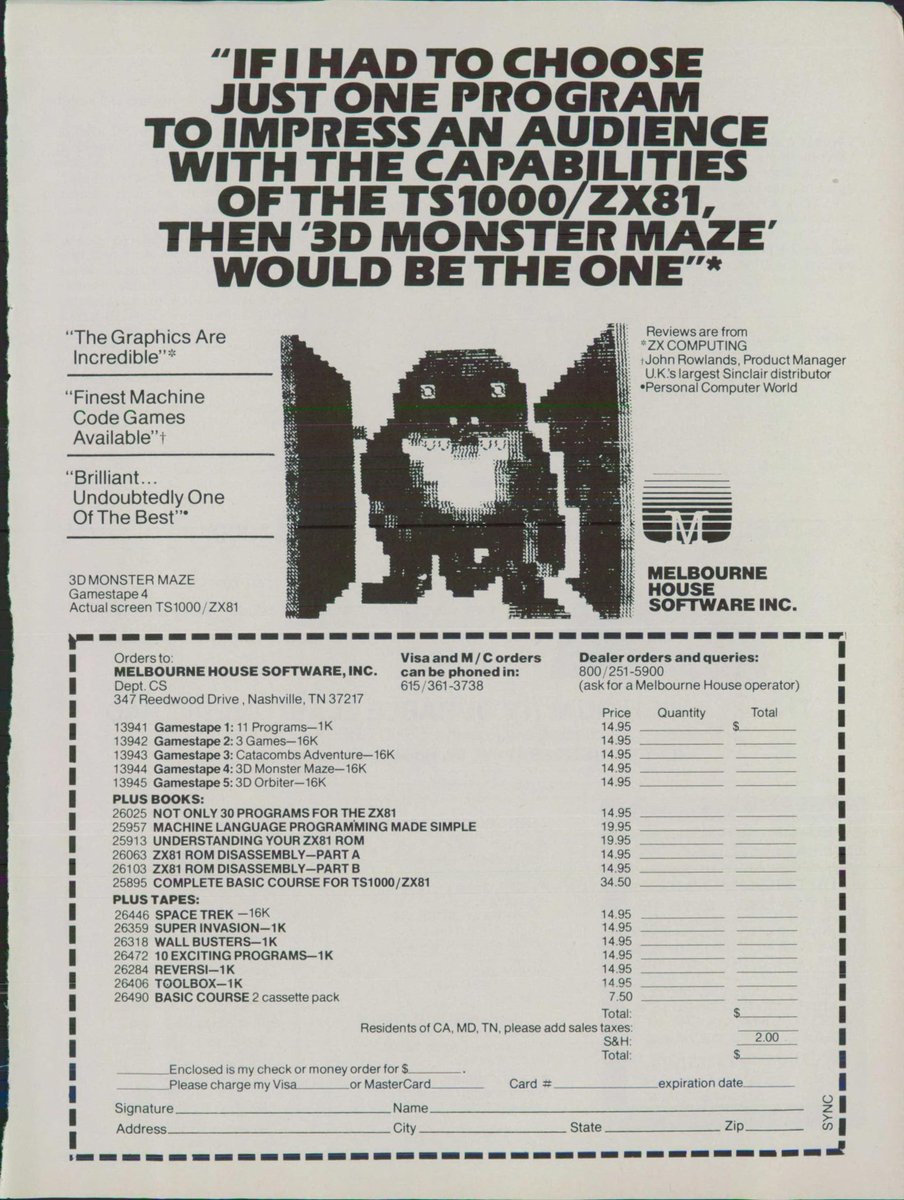 “IF I HAD TO CHOOSE
JUST ONE PROGRAM
TO IMPRESS AN AUDIENCE
WITH THE CAPABILITIES
OF THE TS1000/ZX81,
THEN ‘3D MONSTER MAZE’
WOULD BE THE ONE”*
“The Graphics Are
Incredible”*
“Finest Machine
Code Games
Available”†
“Brilliant...
Undoubtedly One
Of The Best”•
3D MONSTER MAZE
Gamestape 4
Actual screen TS1000/ZX81
Reviews are from
*ZX COMPUTING
†John Rowlands, Product Manager
U.K.'s largest Sinclair distributor
•Personal Computer World
M
MELBOURNE
HOUSE
SOFTWARE INC.
Orders to:
MELBOURNE HOUSE SOFTWARE, INC.
Dept. CS
347 Reedwood Drive, Nashville, TN 37217
Visa and M/C orders
can be phoned in:
615/361-3738
Dealer orders and queries:
800/251-5900
(ask for a Melbourne House operator)
Price Quantity Total
13941 Gamestape 1: 11 Programs—1K 14.95 $
13942 Gamestape 2: 3 Games—16K 14.95
13943 Gamestape 3: Catacombs Adventure—16K 14.95
13944 Gamestape 4: 3D Monster Maze—16K 14.95
13945 Gamestape 5: 3D Orbiter—16K 14.95
PLUS BOOKS:
26025 NOT ONLY 30 PROGRAMS FOR THE ZX81 14.95
25957 MACHINE LANGUAGE PROGRAMMING MADE SIMPLE 19.95
25913 UNDERSTANDING YOUR ZX81 ROM 19.95
26063 ZX81 ROM DISASSEMBLY—PART A 14.95
26103 ZX81 ROM DISASSEMBLY—PART B 14.95
25895 COMPLETE BASIC COURSE FOR TS1000/ZX81 34.50
PLUS TAPES:
26446 SPACE TREK —16K 14.95
26359 SUPER INVASION—1K 14.95
26318 WALL BUSTERS—1K 14.95
26472 10 EXCITING PROGRAMS—1K 14.95
26284 REVERSI—1K 14.95
26406 TOOLBOX—1K 14.95
26490 BASIC COURSE 2 cassette pack 7.50
Total: $
Residents of CA, MD, TN, please add sales taxes:
S&H: 2.00
Total: $
Enclosed is my check or money order for $ .
Please charge my Visa or MasterCard Card # expiration date
Signature Name
Address City State Zip
SYNC